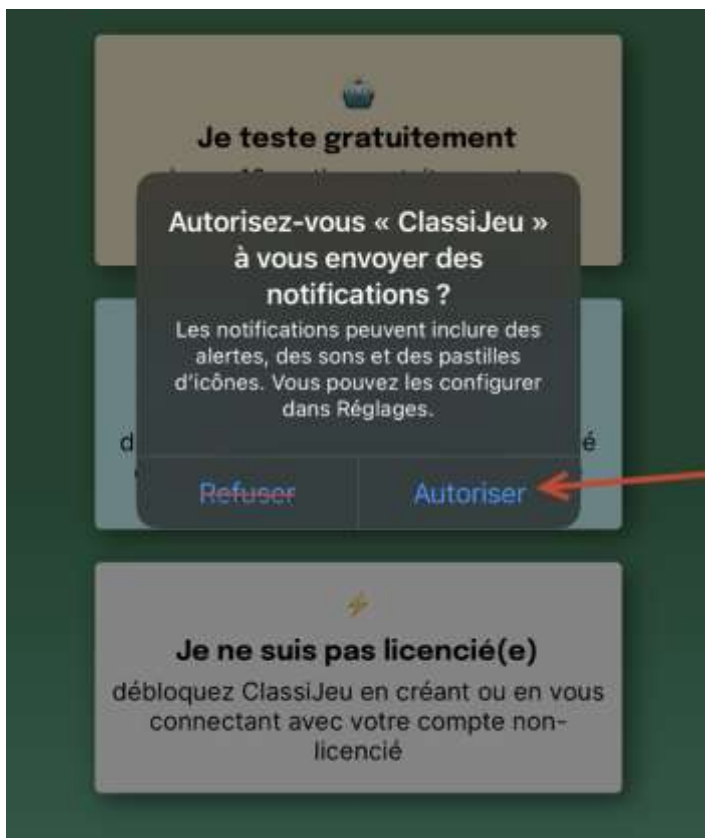 Je teste gratuitement
Autorisez-vous « ClassiJeu »
à vous envoyer des
notifications ?
Les notifications peuvent inclure des
alertes, des sons et des pastilles
d'icônes. Vous pouvez les configurer
dans Réglages.
d é
Refuser Autoriser
Je ne suis pas licencié(e)
débloquez ClassiJeu en créant ou en vous
connectant avec votre compte non-
licencié